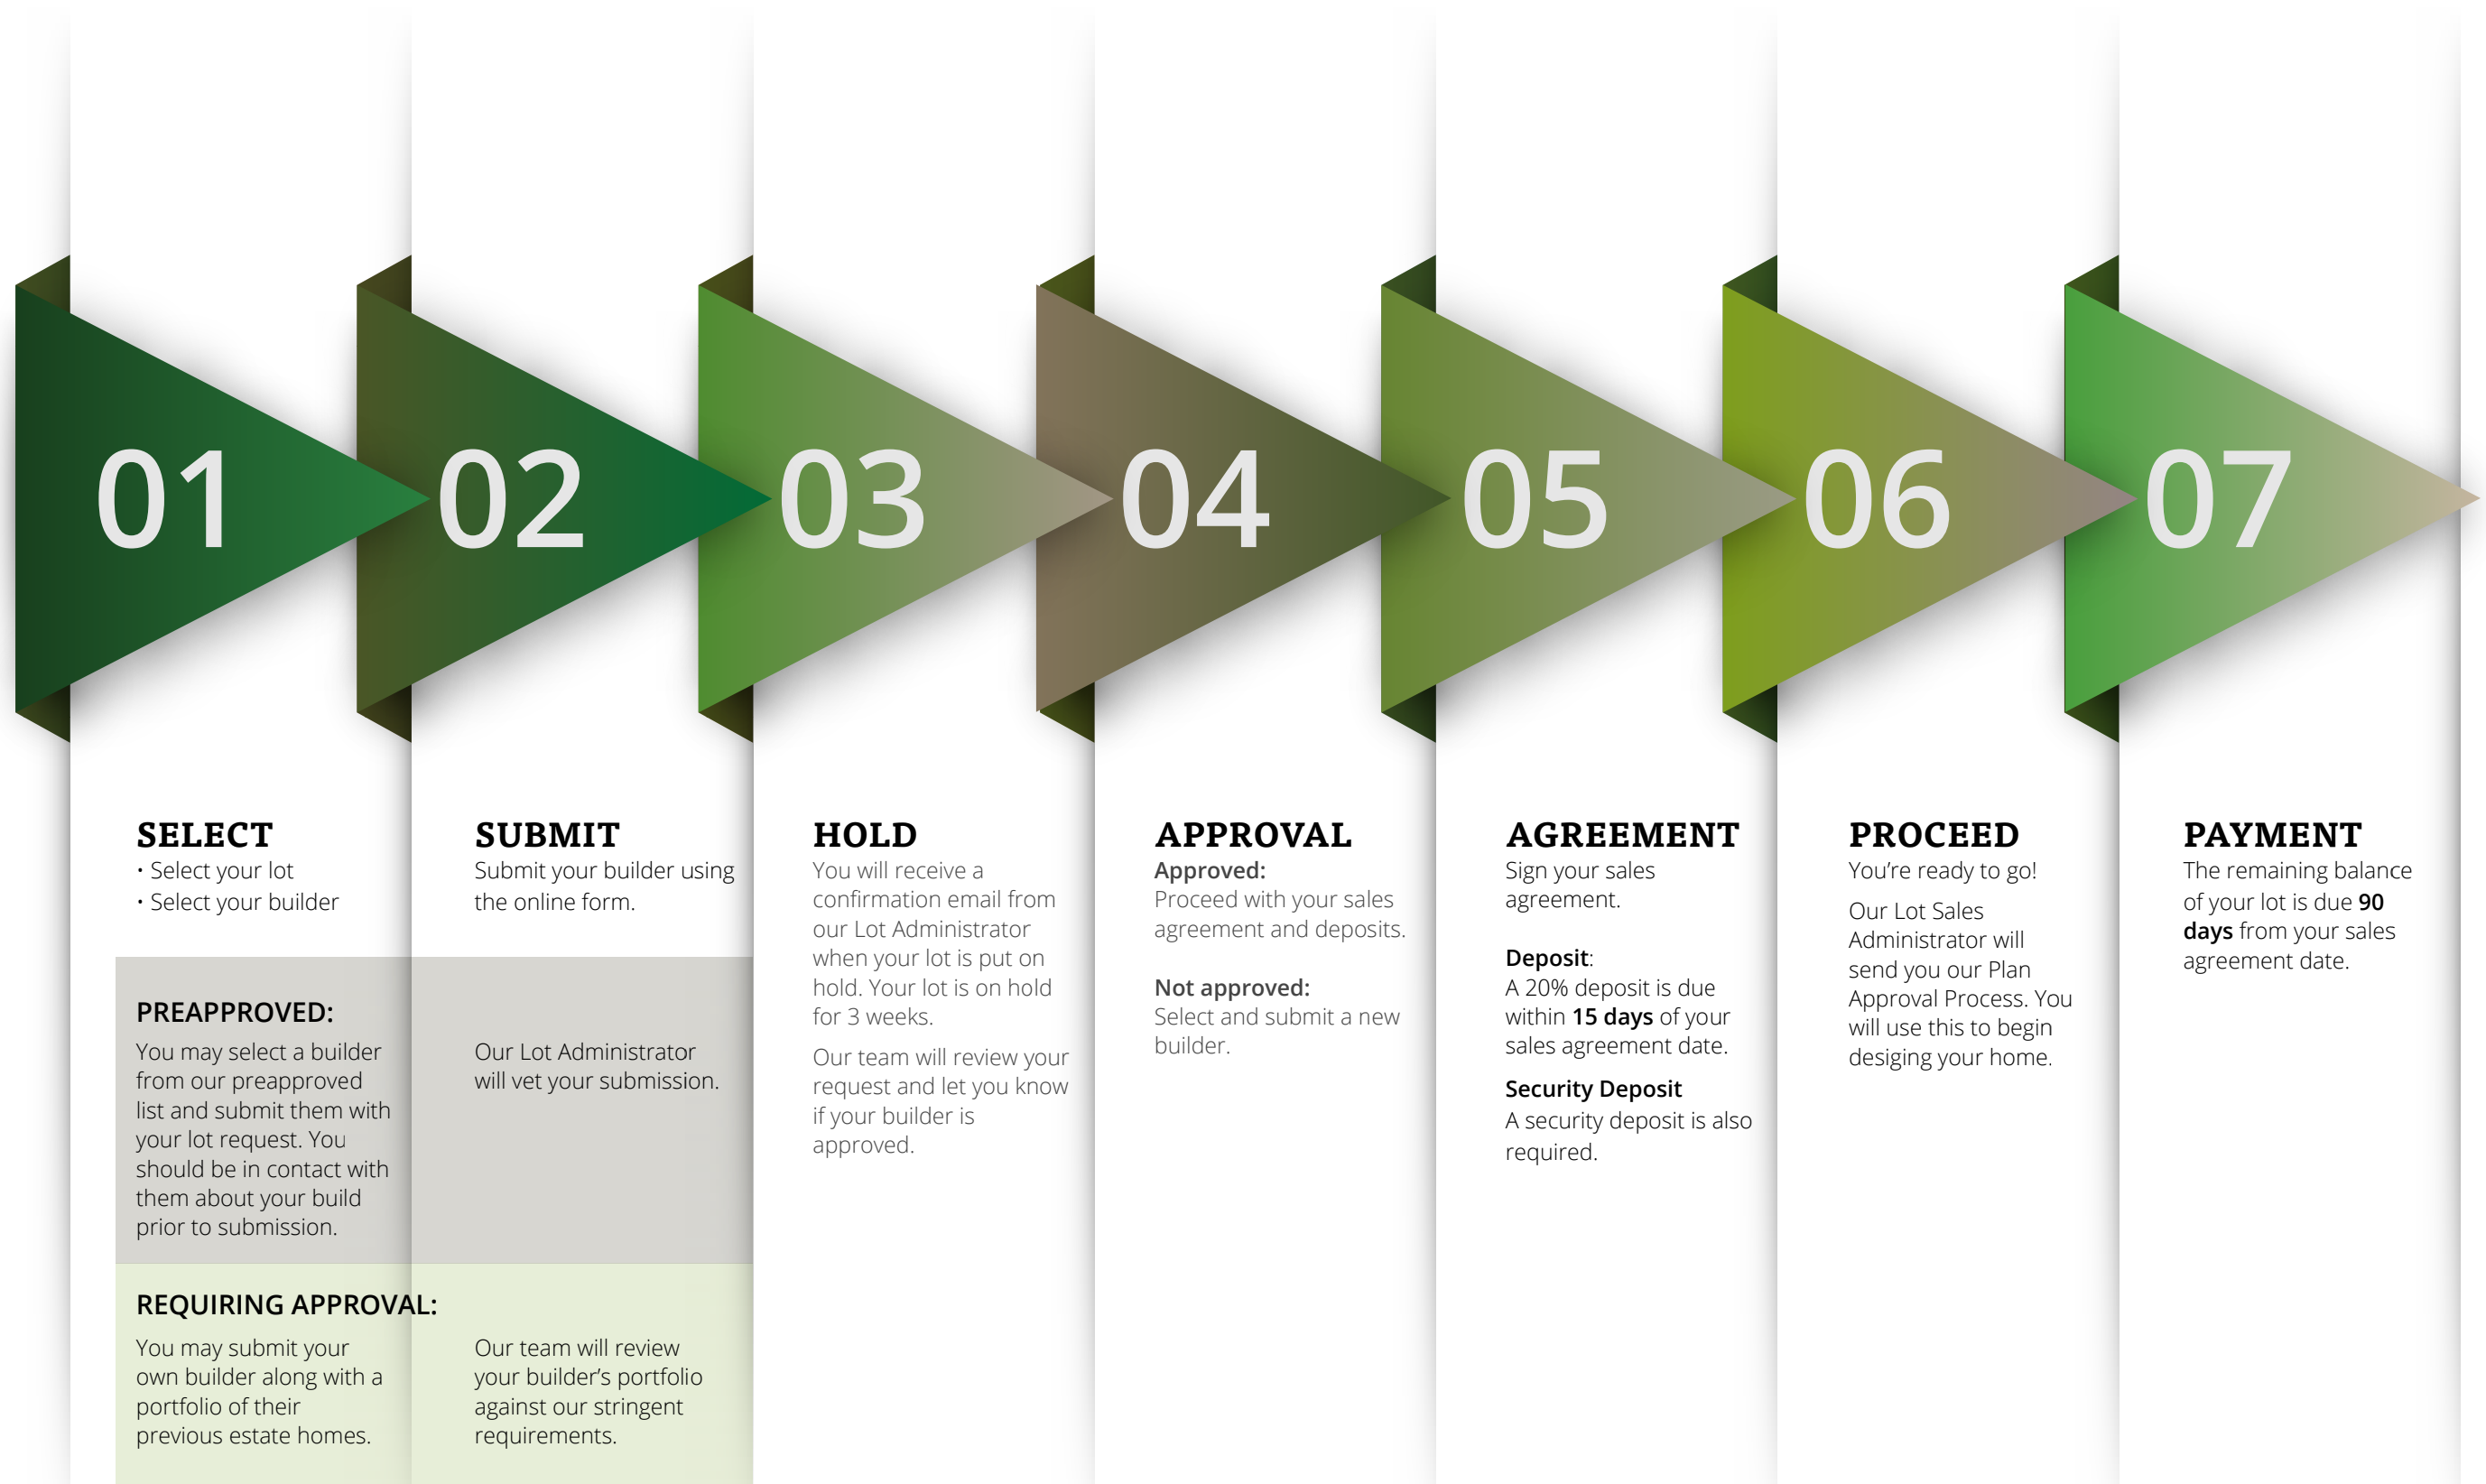 01
02
03
04
05
06
07
SELECT
• Select your lot
• Select your builder
SUBMIT
Submit your builder using
the online form.
PREAPPROVED:
You may select a builder
from our preapproved
list and submit them with
your lot request. You
should be in contact with
them about your build
prior to submission.
Our Lot Administrator
will vet your submission.
REQUIRING APPROVAL:
You may submit your
own builder along with a
portfolio of their
previous estate homes.
Our team will review
your builder’s portfolio
against our stringent
requirements.
HOLD
You will receive a
confirmation email from
our Lot Administrator
when your lot is put on
hold. Your lot is on hold
for 3 weeks.
Our team will review your
request and let you know
if your builder is
approved.
APPROVAL
Approved:
Proceed with your sales
agreement and deposits.
Not approved:
Select and submit a new
builder.
AGREEMENT
Sign your sales
agreement.
Deposit:
A 20% deposit is due
within 15 days of your
sales agreement date.
Security Deposit
A security deposit is also
required.
PROCEED
You’re ready to go!
Our Lot Sales
Administrator will
send you our Plan
Approval Process. You
will use this to begin
desiging your home.
PAYMENT
The remaining balance
of your lot is due 90
days from your sales
agreement date.